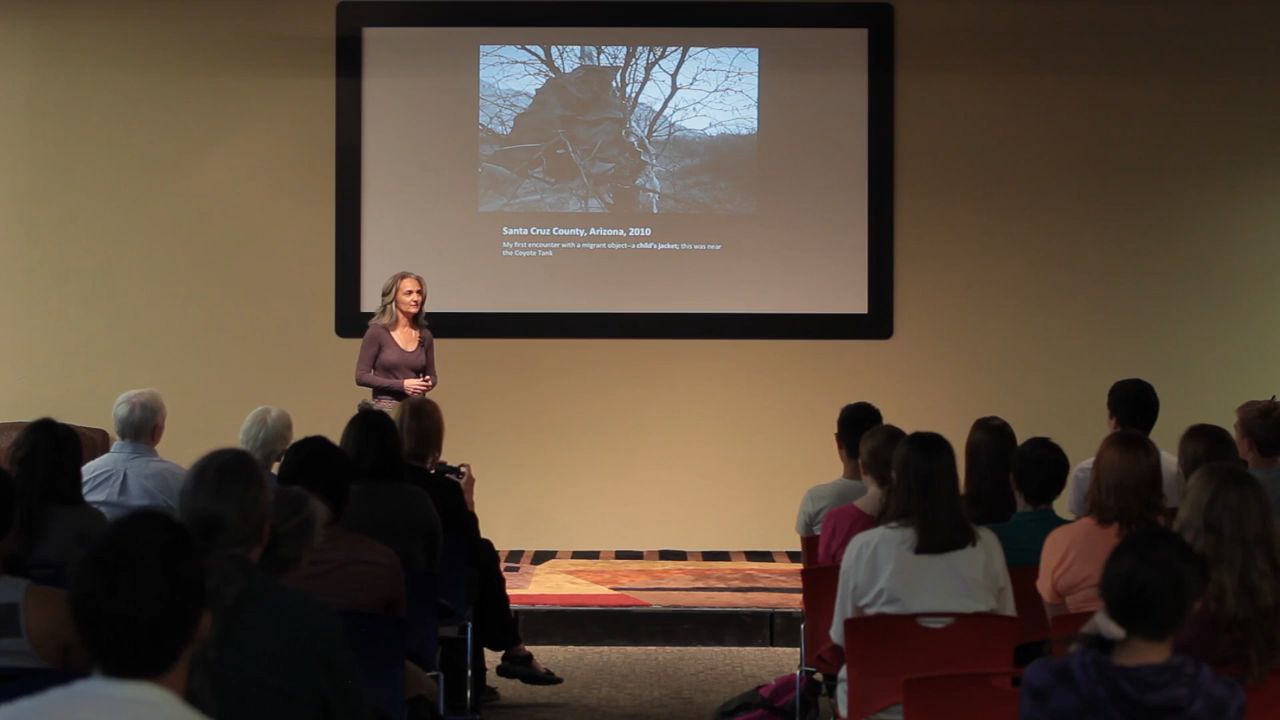 Santa Cruz County, Arizona, 2010
My first encounter with a migrant object--a child's jacket; this was near
the Coyote Tank